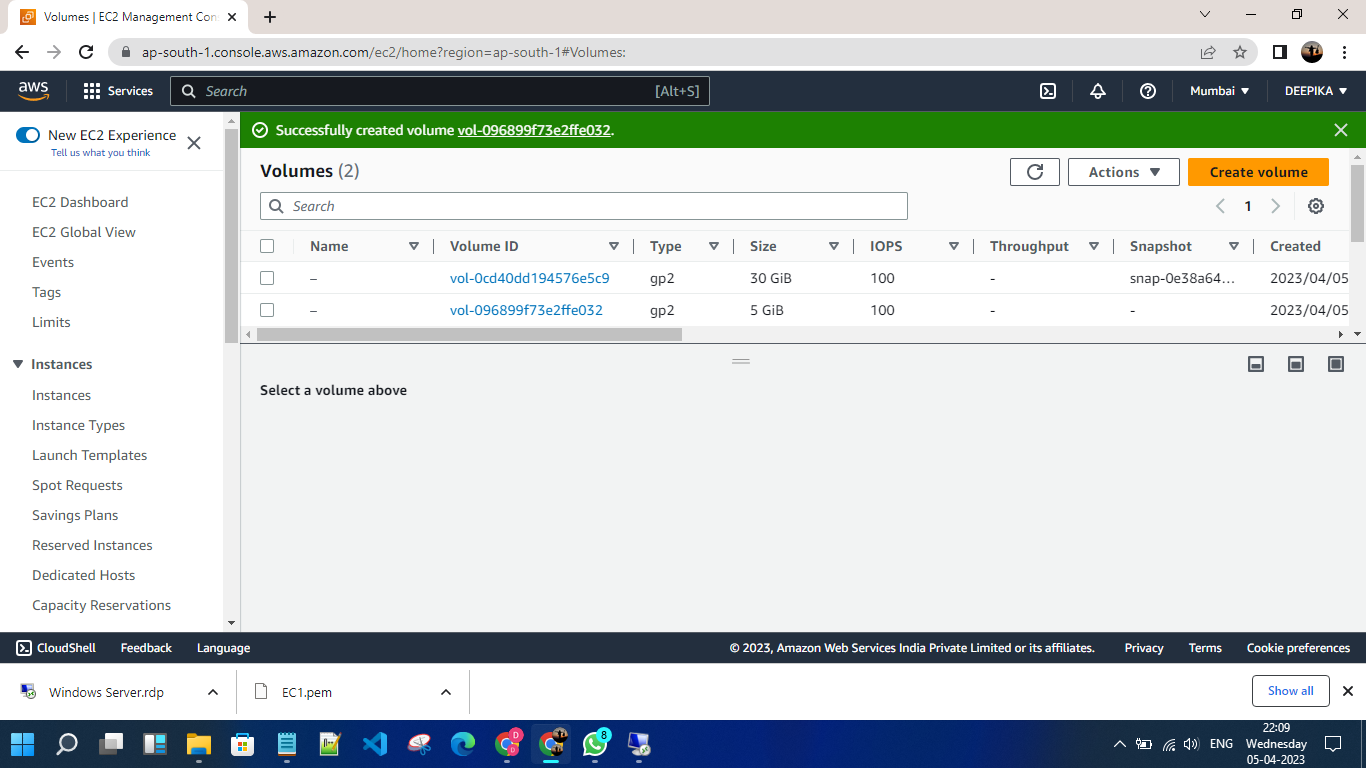 Volumes | EC2 Management Con
ap-south-1.console.aws.amazon.com/ec2/home?region=ap-south-1#Volumes:
aws Services Search [Alt+S] Mumbai DEEPIKA
New EC2 Experience
Tell us what you think
EC2 Dashboard
EC2 Global View
Events
Tags
Limits
Instances
Instances
Instance Types
Launch Templates
Spot Requests
Savings Plans
Reserved Instances
Dedicated Hosts
Capacity Reservations
Successfully created volume vol-096899f73e2ffe032.
Volumes (2) Actions Create volume
Search 1
Name Volume ID Type Size IOPS Throughput Snapshot Created
– vol-0cd40dd194576e5c9 gp2 30 GiB 100 - snap-0e38a64... 2023/04/05
– vol-096899f73e2ffe032 gp2 5 GiB 100 - - 2023/04/05
Select a volume above
CloudShell Feedback Language © 2023, Amazon Web Services India Private Limited or its affiliates. Privacy Terms Cookie preferences
Windows Server.rdp EC1.pem Show all
D
D
8
ENG
22:09
Wednesday
05-04-2023